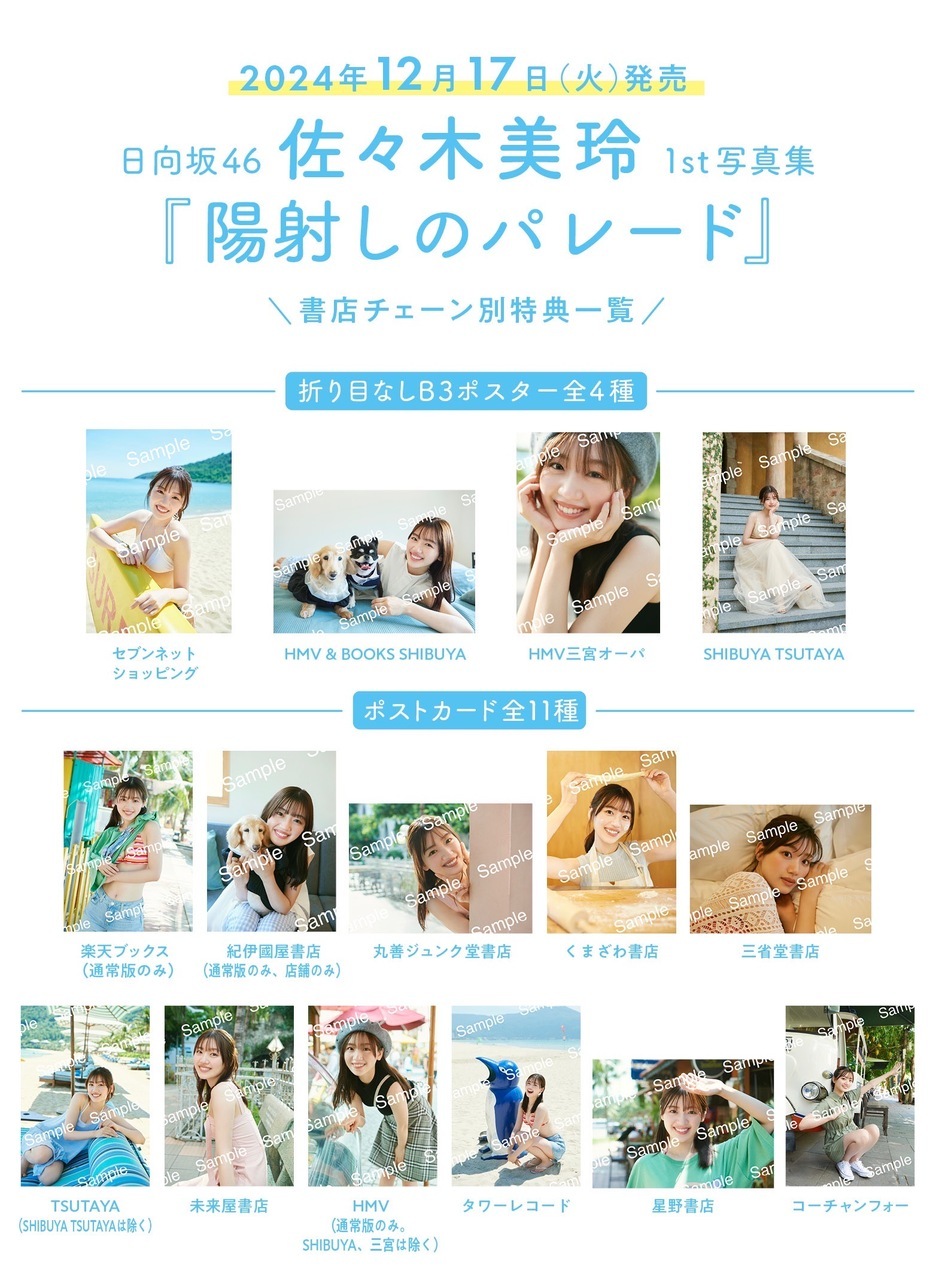 2024年12月17日(火)発売
日向坂46 佐々木美玲 1st写真集
『陽射しのパレード』
\ 書店チェーン別特典一覧 /
折り目なしB3ポスター全4種
Sample
セブンネット
ショッピング
HMV & BOOKS SHIBUYA
HMV三宮オーパ
SHIBUYA TSUTAYA
ポストカード全11種
楽天ブックス
(通常版のみ)
紀伊國屋書店
(通常版のみ、店舗のみ)
丸善ジュンク堂書店
くまざわ書店
三省堂書店
TSUTAYA
(SHIBUYA TSUTAYAは除く)
未来屋書店
HMV
(通常版のみ。
SHIBUYA、三宮は除く)
タワーレコード
星野書店
コーチャンフォー